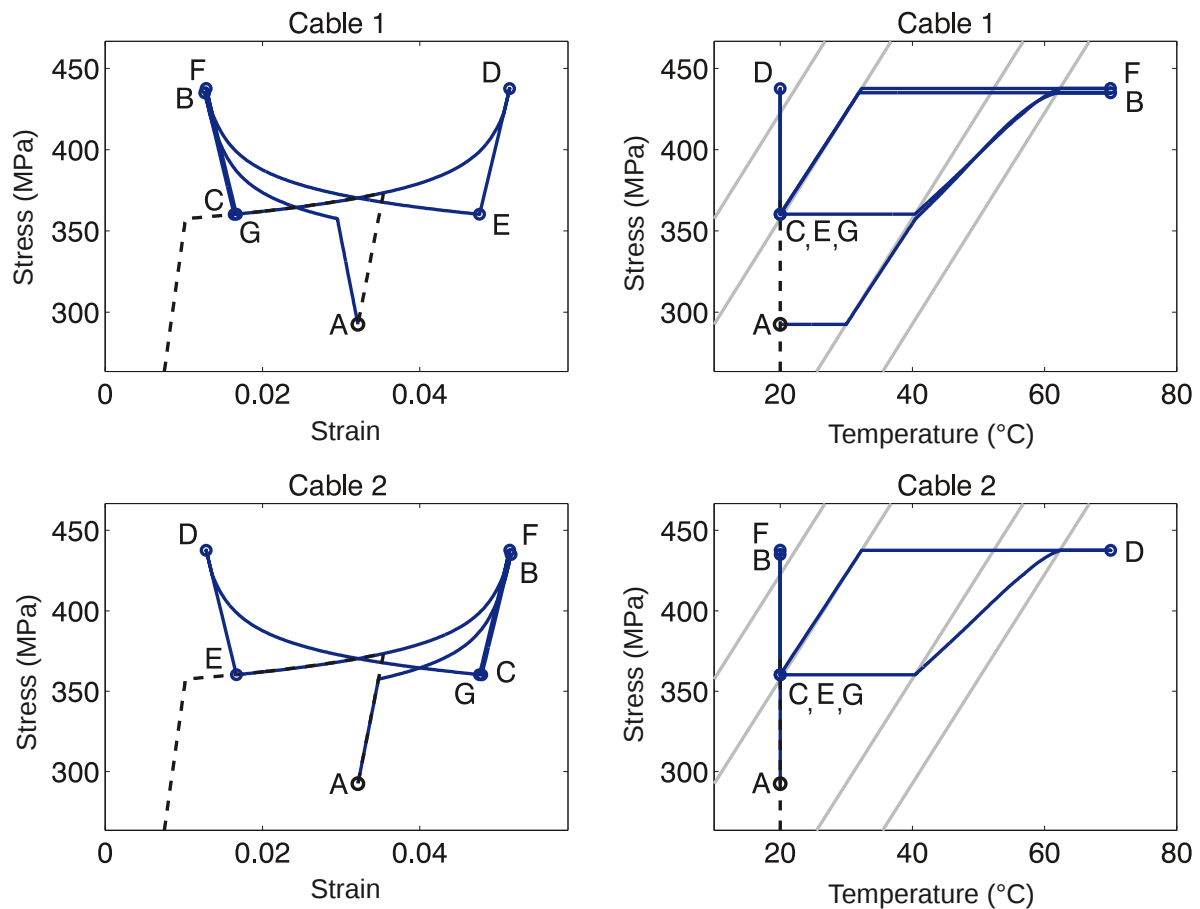 Cable 1
Stress (MPa)
450
400
350
300
F
B
D
C
G
E
A
0
0.02
0.04
Strain
Cable 1
Stress (MPa)
450
400
350
300
D
F
B
C, E, G
A
20
40
60
80
Temperature (°C)
Cable 2
Stress (MPa)
450
400
350
300
D
F
B
E
G
C
A
0
0.02
0.04
Strain
Cable 2
Stress (MPa)
450
400
350
300
F
B
D
C, E, G
A
20
40
60
80
Temperature (°C)